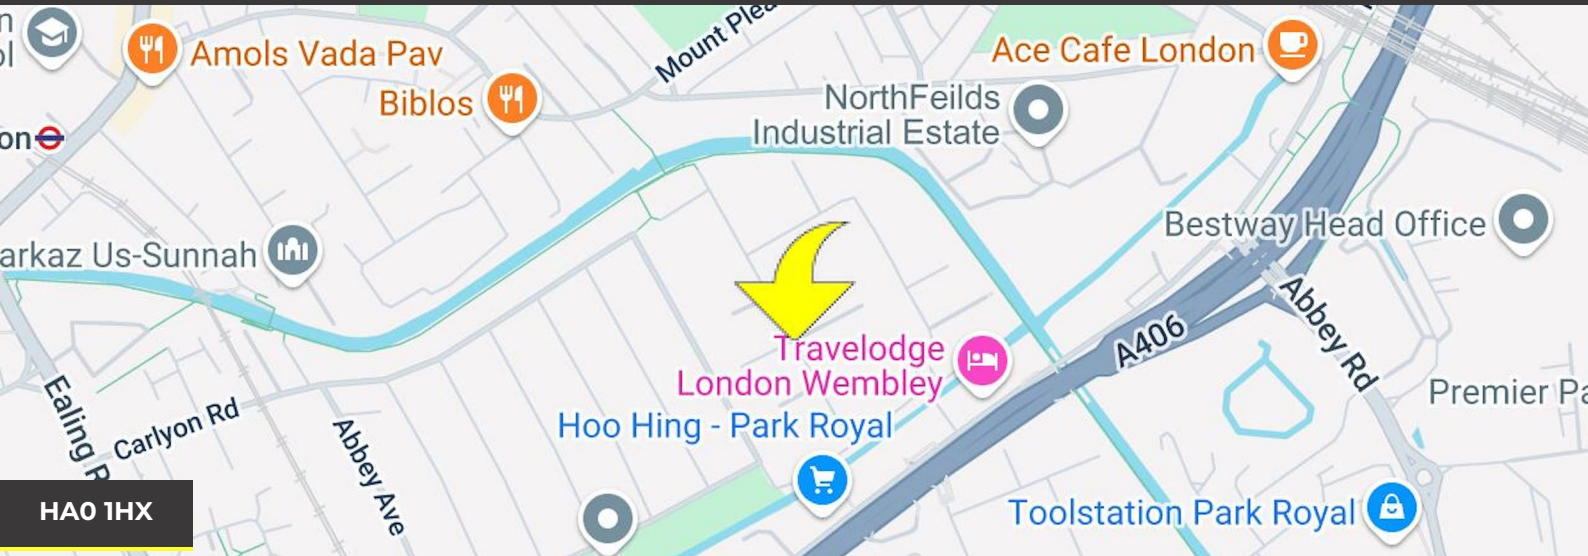 Amols Vada Pav
Biblos
Mount Plea
Ace Cafe London
NorthFeilds
Industrial Estate
on
arkaz Us-Sunnah
Bestway Head Office
Travelodge
London Wembley
A406
Abbey Rd
Premier Pa
Hoo Hing - Park Royal
Ealing R
Carlyon Rd
Abbey Ave
Toolstation Park Royal
HA0 1HX